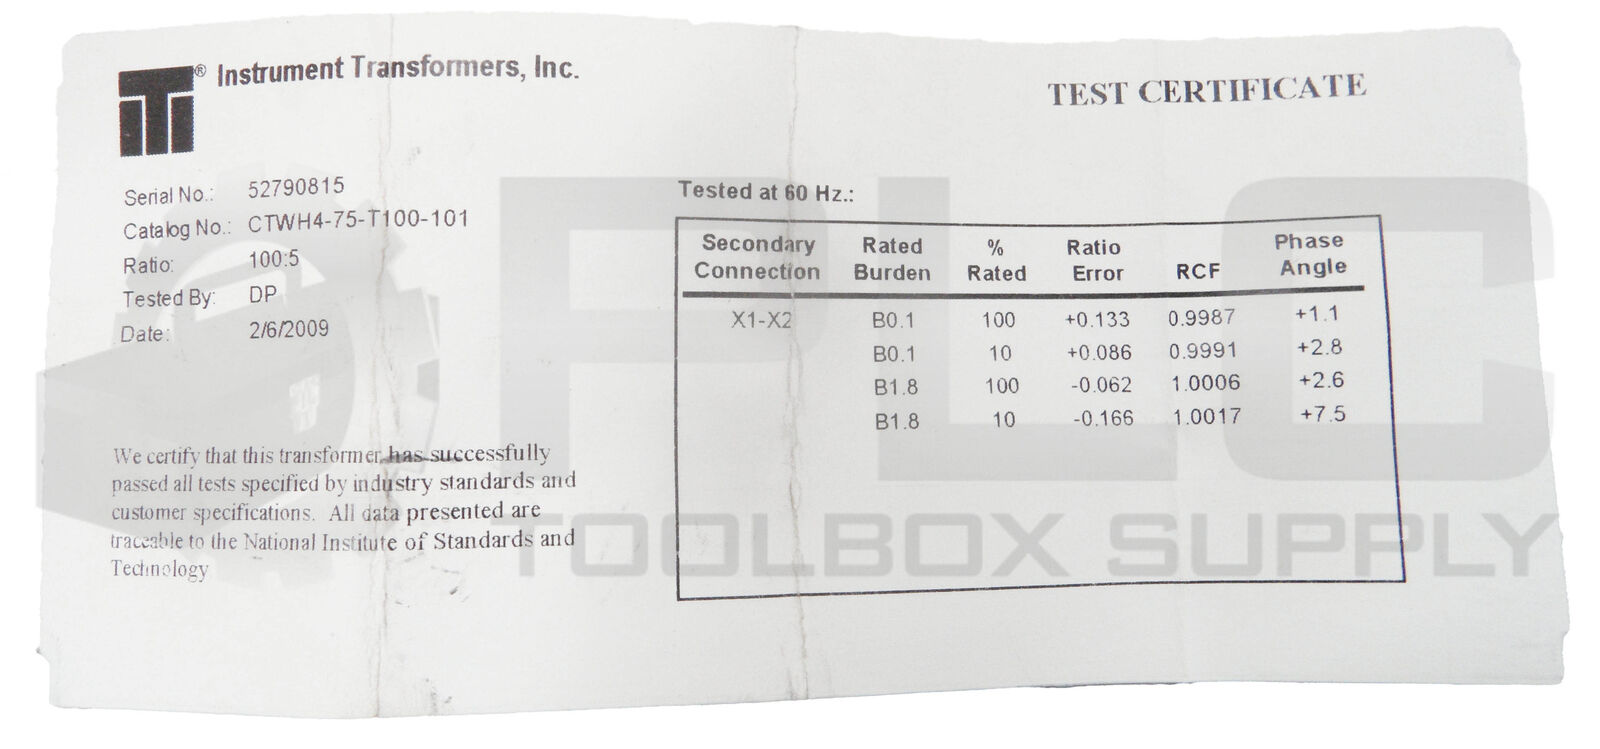 ITI® Instrument Transformers, Inc.
TEST CERTIFICATE
Serial No.: 52790815
Catalog No.: CTWH4-75-T100-101
Ratio: 100:5
Tested By: DP
Date: 2/6/2009
We certify that this transformer has successfully
passed all tests specified by industry standards and
customer specifications. All data presented are
traceable to the National Institute of Standards and
Technology
Tested at 60 Hz.:
Secondary Connection Rated Burden % Rated Ratio Error RCF Phase Angle
X1-X2 B0.1 100 +0.133 0.9987 +1.1
B0.1 10 +0.086 0.9991 +2.8
B1.8 100 -0.062 1.0006 +2.6
B1.8 10 -0.166 1.0017 +7.5
PLC
TOOLBOX SUPPLY